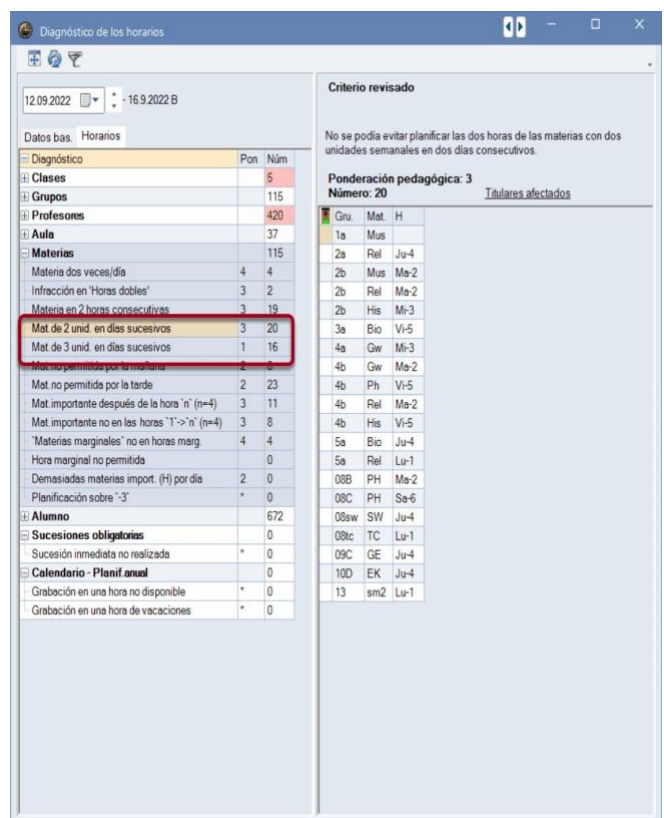 Diagnóstico de los horarios
12.09.2022 - 16.9.2022 B
Datos bas. Horarios
Diagnóstico Pon Núm
Clases 5
Grupos 115
Profesores 420
Aula 37
Materias 115
Materia dos veces/día 4 4
Infracción en 'Horas dobles' 3 2
Materia en 2 horas consecutivas 3 19
Mat.de 2 unid. en días sucesivos 3 20
Mat.de 3 unid. en días sucesivos 1 16
Mat.no permitida por la mañana 2
Mat.no permitida por la tarde 2 23
Mat.importante después de la hora `n` (n=4) 3 11
Mat.importante no en las horas `1`->`n` (n=4) 3 8
`Materias marginales` no en horas marg. 4 4
Hora marginal no permitida 0
Demasiadas materias import. (H) por día 2 0
Planificación sobre `-3` * 0
Alumno 672
Sucesiones obligatorias 0
Sucesión inmediata no realizada * 0
Calendario - Planif.anual 0
Grabación en una hora no disponible * 0
Grabación en una hora de vacaciones * 0
Criterio revisado
No se podía evitar planificar las dos horas de las materias con dos
unidades semanales en dos días consecutivos.
Ponderación pedagógica: 3
Número: 20 Titulares afectados
Gru. Mat. H
1a Mus
2a Rel Ju-4
2b Mus Ma-2
2b Rel Ma-2
2b His Mi-3
3a Bio Vi-5
4a Gw Mi-3
4b Gw Ma-2
4b Ph Vi-5
4b Rel Ma-2
4b His Vi-5
5a Bio Ju-4
5a Rel Lu-1
08B PH Ma-2
08C PH Sa-6
08sw SW Ju-4
08tc TC Lu-1
09C GE Ju-4
10D EK Ju-4
13 sm2 Lu-1